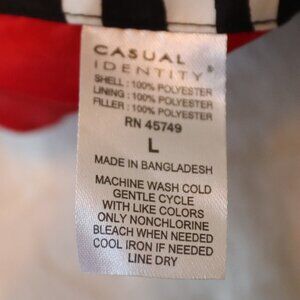 CASUAL
IDENTITY®
SHELL : 100% POLYESTER
LINING : 100% POLYESTER
FILLER : 100% POLYESTER
RN 45749
L
MADE IN BANGLADESH
MACHINE WASH COLD
GENTLE CYCLE
WITH LIKE COLORS
ONLY NONCHLORINE
BLEACH WHEN NEEDED
COOL IRON IF NEEDED
LINE DRY